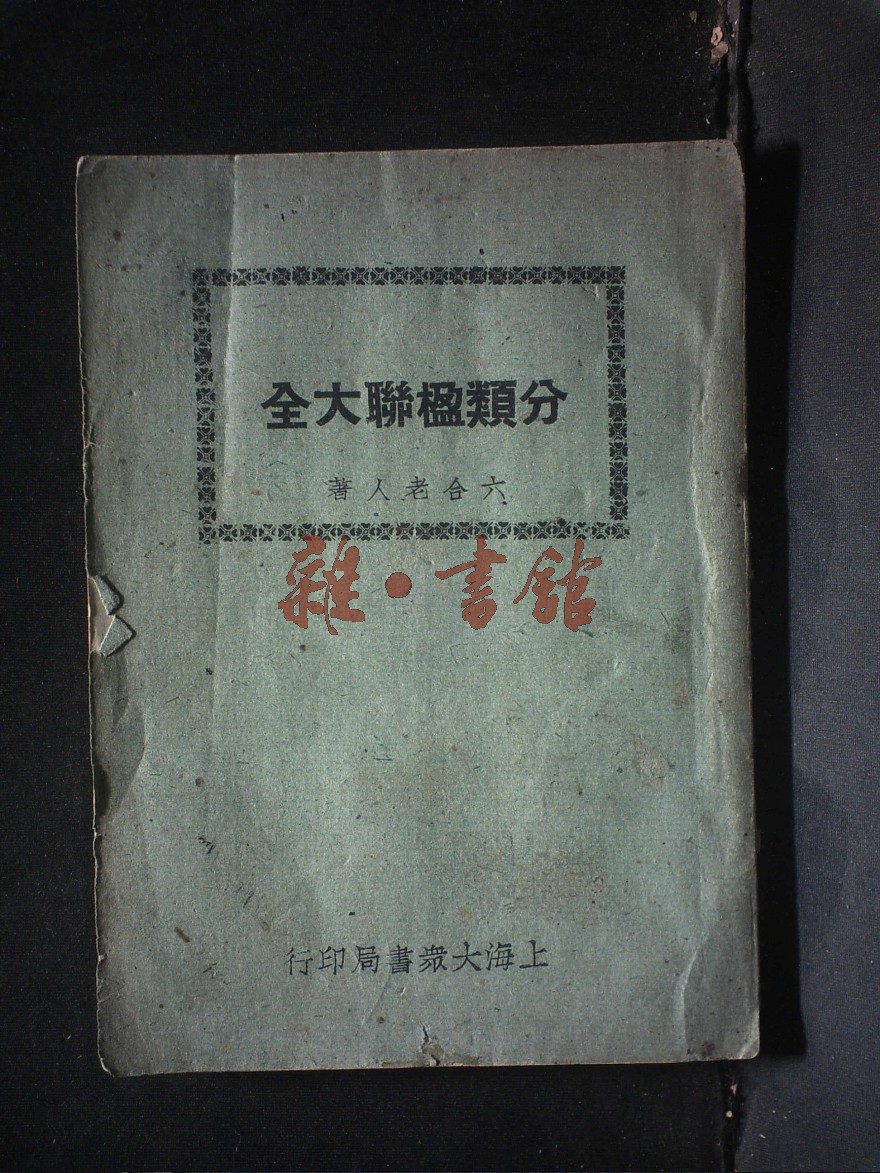 分類楹聯大全
六合老人著
雜·書館
上海大衆書局印行